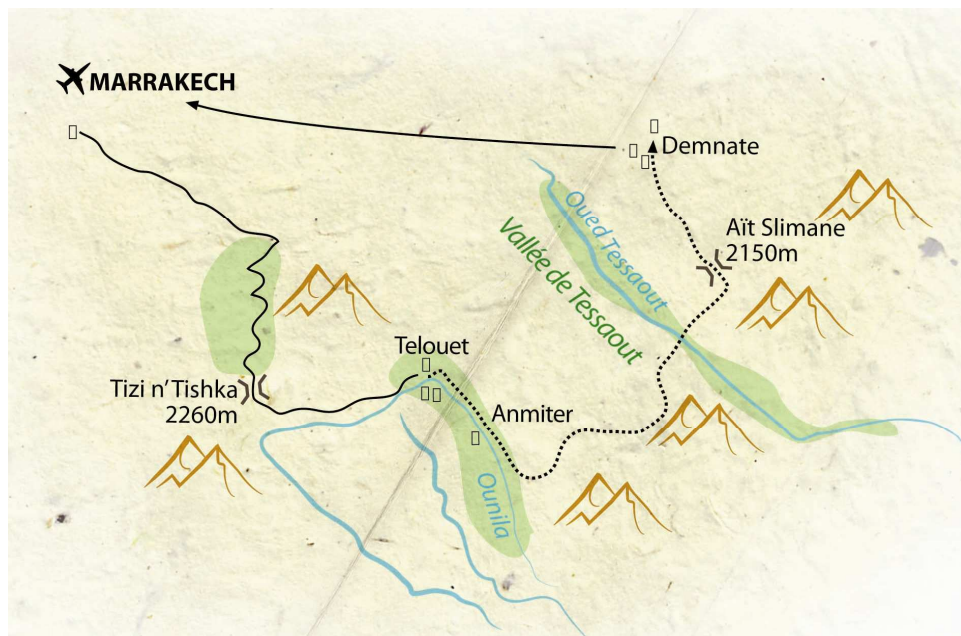 MARRAKECH
Demnate
Oued Tessaout
Vallée de Tessaout
Aït Slimane
2150m
Telouet
Tizi n' Tishka
2260m
Anmiter
Ounila